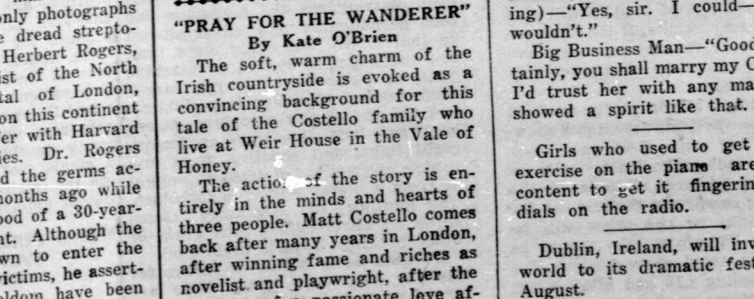 only photographs
dread strepto-
Herbert Rogers,
ist of the North
tal of London,
on this continent
er with Harvard
ies. Dr. Rogers
d the germs ac-
months ago while
ood of a 30-year-
nt. Although the
wn to enter the
victims, he assert-
eldom have been
"PRAY FOR THE WANDERER"
By Kate O'Brien
The soft, warm charm of the
Irish countryside is evoked as a
convincing background for this
tale of the Costello family who
live at Weir House in the Vale of
Honey.
The action of the story is en-
tirely in the minds and hearts of
three people. Matt Costello comes
back after many years in London,
after winning fame and riches as
novelist and playwright, after the
passionate love af-
ing)—"Yes, sir. I could—
wouldn't."
Big Business Man—"Good
tainly, you shall marry my
I'd trust her with any ma
showed a spirit like that.
Girls who used to get
exercise on the piano are
content to get it fingerin
dials on the radio.
Dublin, Ireland, will inv
world to its dramatic fest
August.